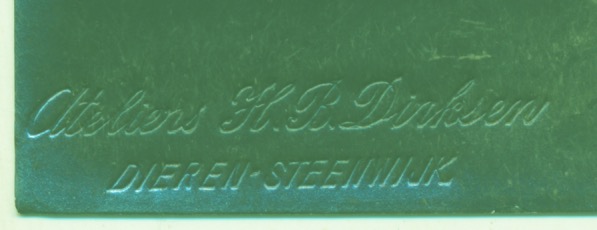 Ateliers H.B. Dirksen
DIEREN-STEENWIJK.